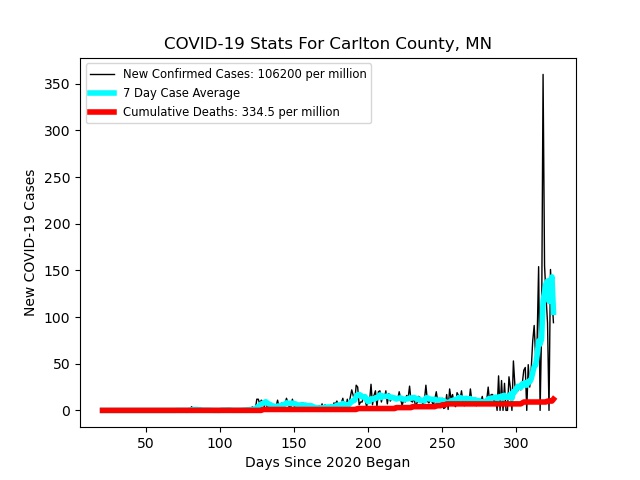 COVID-19 Stats For Carlton County, MN
New Confirmed Cases: 106200 per million
7 Day Case Average
Cumulative Deaths: 334.5 per million
New COVID-19 Cases
350
300
250
200
150
100
50
0
50 100 150 200 250 300
Days Since 2020 Began